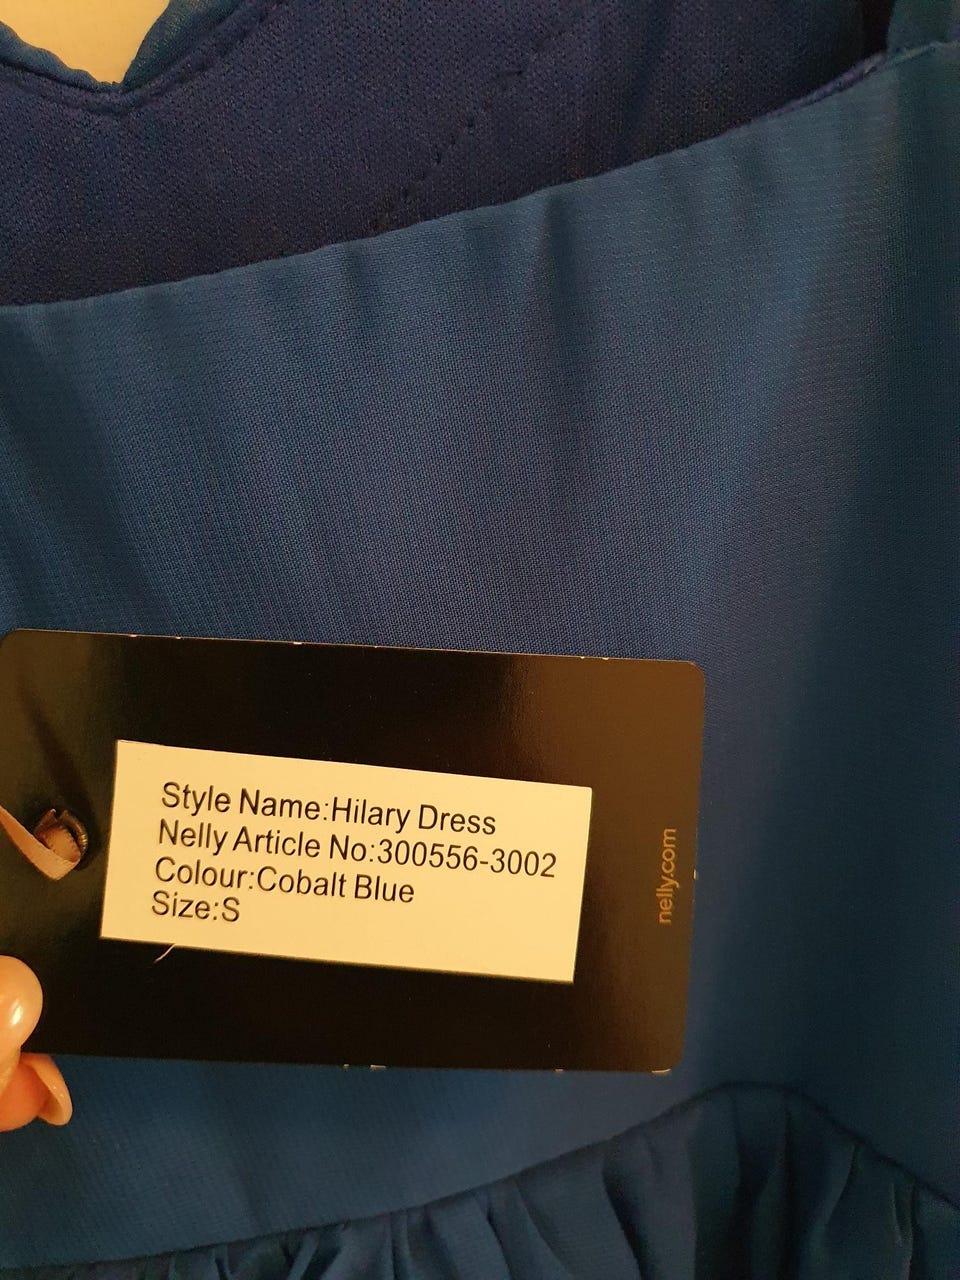 Style Name:Hilary Dress
Nelly Article No:300556-3002
Colour:Cobalt Blue
Size:S
nelly.com